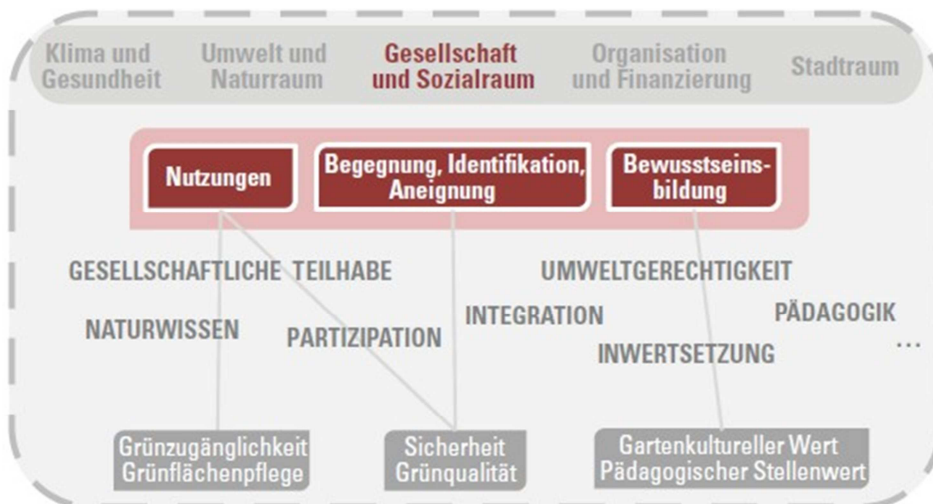 Klima und Gesundheit
Umwelt und Naturraum
Gesellschaft und Sozialraum
Organisation und Finanzierung
Stadtraum
Nutzungen
Begegnung, Identifikation,
Aneignung
Bewusstseins-
bildung
GESELLSCHAFTLICHE TEILHABE
UMWELTGERECHTIGKEIT
NATURWISSEN
PARTIZIPATION
INTEGRATION
PÄDAGOGIK
INWERTSETZUNG
...
Grünzugänglichkeit
Grünflächenpflege
Sicherheit
Grünqualität
Gartenkultureller Wert
Pädagogischer Stellenwert